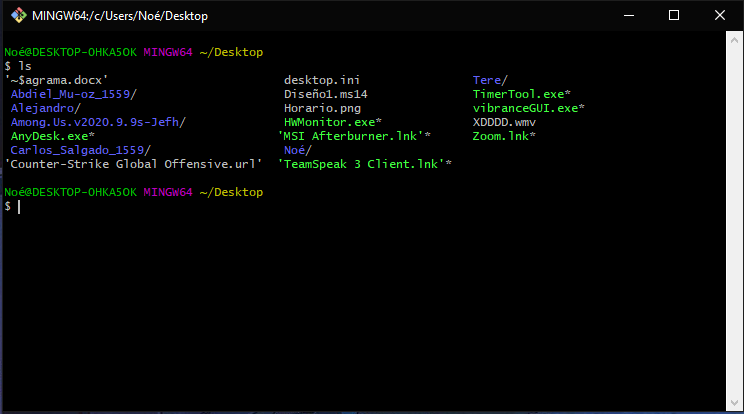 MINGW64:/c/Users/Noé/Desktop
Noé@DESKTOP-OHKA5OK MINGW64 ~/Desktop
$ ls
'~$agrama.docx' desktop.ini Tere/
Abdiel_Mu-oz_1559/ Diseño1.ms14 TimerTool.exe*
Alejandro/ Horario.png vibranceGUI.exe*
Among.Us.v2020.9.9s-Jefh/ HWMonitor.exe* XDDDD.wmv
AnyDesk.exe* 'MSI Afterburner.lnk'* Zoom.lnk*
Carlos_Salgado_1559/ Noé/
'Counter-Strike Global Offensive.url' 'TeamSpeak 3 Client.lnk'*
Noé@DESKTOP-OHKA5OK MINGW64 ~/Desktop
$